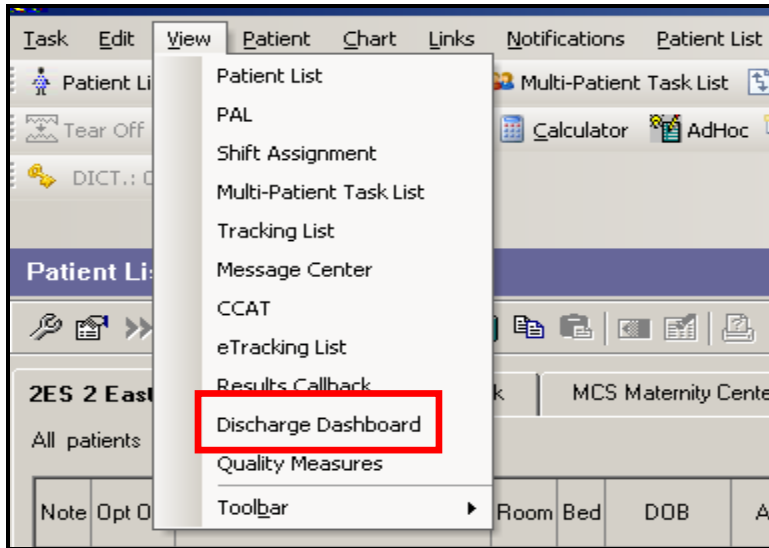 Task Edit View Patient Chart Links Notifications Patient List
Patient Li Multi-Patient Task List
Tear Off Calculator AdHoc
DICT.:
Patient List
PAL
Shift Assignment
Multi-Patient Task List
Tracking List
Message Center
CCAT
eTracking List
Results Callback
Discharge Dashboard
Quality Measures
Toolbar
Patient Li
2ES 2 East k MCS Maternity Cente
All patients
Note Opt O Room Bed DOB A